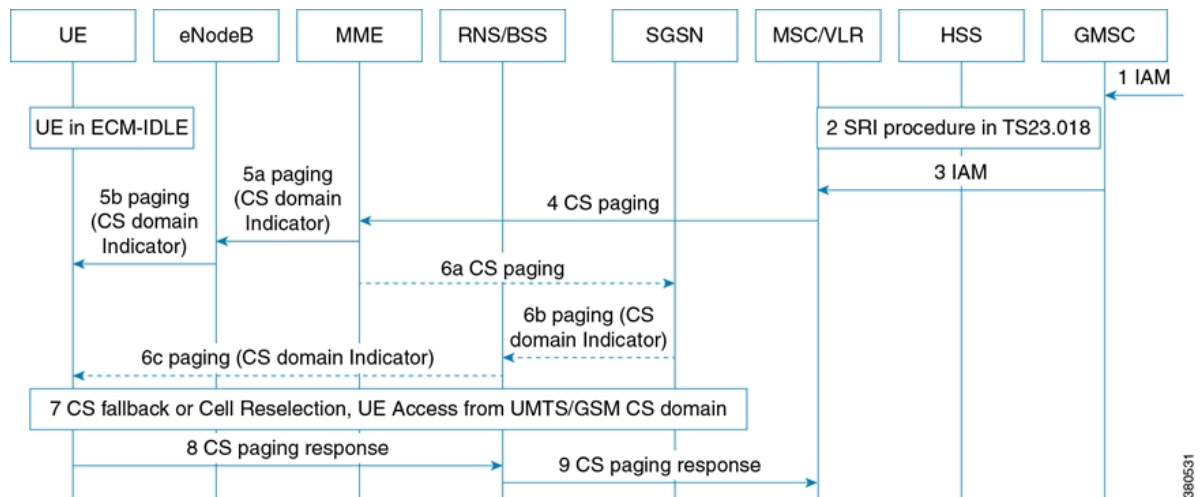 UE
eNodeB
MME
RNS/BSS
SGSN
MSC/VLR
HSS
GMSC
1 IAM
UE in ECM-IDLE
2 SRI procedure in TS23.018
3 IAM
5a paging
(CS domain
Indicator)
5b paging
(CS domain
Indicator)
4 CS paging
6a CS paging
6b paging (CS
domain Indicator)
6c paging (CS domain Indicator)
7 CS fallback or Cell Reselection, UE Access from UMTS/GSM CS domain
8 CS paging response
9 CS paging response
380531